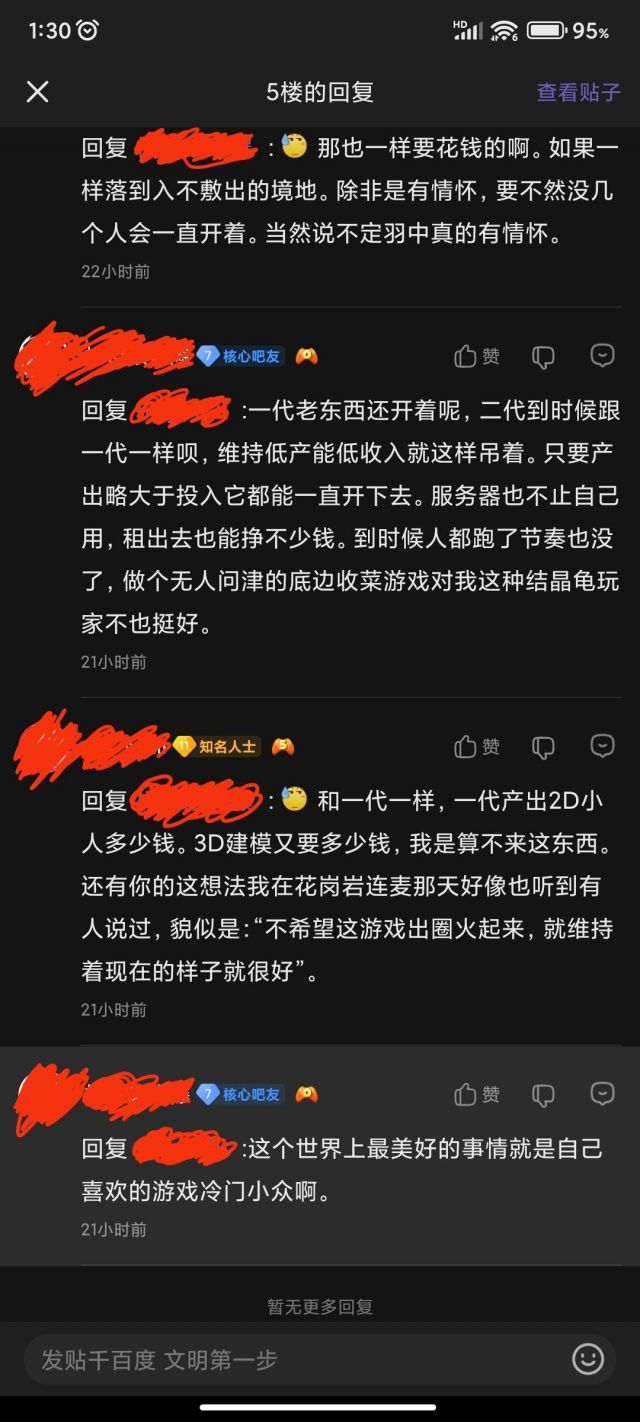 1:30
HD
6
95%
5楼的回复
查看贴子
回复 : 那也一样要花钱的啊。如果一
样落到入不敷出的境地。除非是有情怀，要不然没几
个人会一直开着。当然说不定羽中真的有情怀。
22小时前
7 核心吧友
赞
回复 :一代老东西还开着呢，二代到时候跟
一代一样呗，维持低产能低收入就这样吊着。只要产
出略大于投入它都能一直开下去。服务器也不止自己
用，租出去也能挣不少钱。到时候人都跑了节奏也没
了，做个无人问津的底边收菜游戏对我这种结晶龟玩
家不也挺好。
21小时前
11 知名人士
5
赞
回复 : 和一代一样，一代产出2D小
人多少钱。3D建模又要多少钱，我是算不来这东西。
还有你的这想法我在花岗岩连麦那天好像也听到有
人说过，貌似是：“不希望这游戏出圈火起来，就维持
着现在的样子就很好”。
21小时前
7 核心吧友
赞
回复 :这个世界上最美好的事情就是自己
喜欢的游戏冷门小众啊。
21小时前
暂无更多回复
发贴千百度 文明第一步